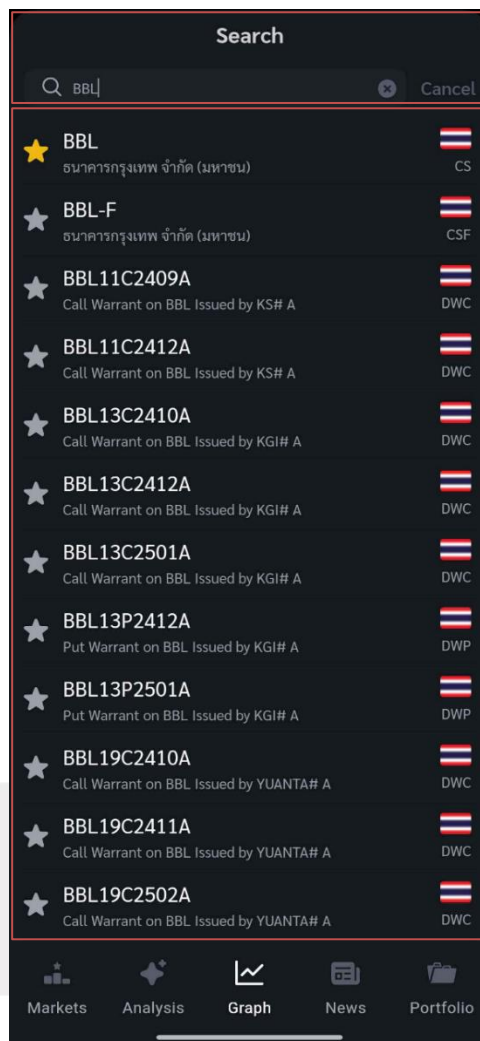 Search
BBL
Cancel
BBL
ธนาคารกรุงเทพ จำกัด (มหาชน)
CS
BBL-F
ธนาคารกรุงเทพ จำกัด (มหาชน)
CSF
BBL11C2409A
Call Warrant on BBL Issued by KS# A
DWC
BBL11C2412A
Call Warrant on BBL Issued by KS# A
DWC
BBL13C2410A
Call Warrant on BBL Issued by KGI# A
DWC
BBL13C2412A
Call Warrant on BBL Issued by KGI# A
DWC
BBL13C2501A
Call Warrant on BBL Issued by KGI# A
DWC
BBL13P2412A
Put Warrant on BBL Issued by KGI# A
DWP
BBL13P2501A
Put Warrant on BBL Issued by KGI# A
DWP
BBL19C2410A
Call Warrant on BBL Issued by YUANTA# A
DWC
BBL19C2411A
Call Warrant on BBL Issued by YUANTA# A
DWC
BBL19C2502A
Call Warrant on BBL Issued by YUANTA# A
DWC
Markets Analysis Graph News Portfolio